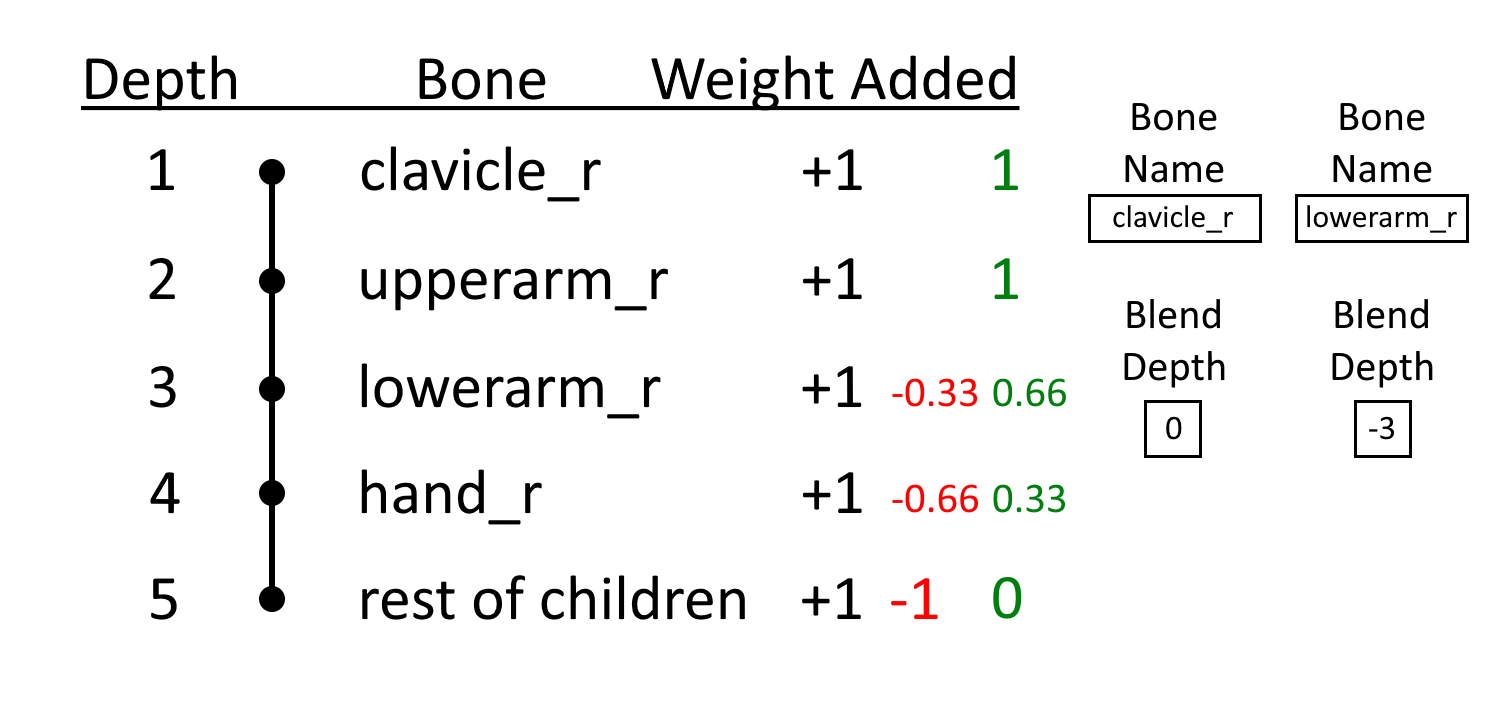 Depth Bone Weight Added
1 clavicle_r +1 1
2 upperarm_r +1 1
3 lowerarm_r +1 -0.33 0.66
4 hand_r +1 -0.66 0.33
5 rest of children +1 -1 0
Bone
Name
clavicle_r
Blend
Depth
0
Bone
Name
lowerarm_r
Blend
Depth
-3